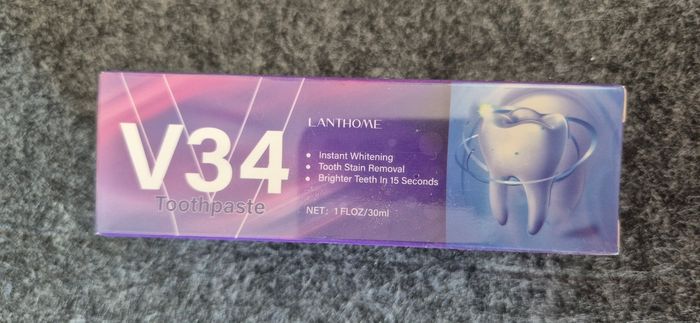 V34
Toothpaste
LANTHOME
• Instant Whitening
• Tooth Stain Removal
• Brighter Teeth In 15 Seconds
NET: 1 FLOZ/30ml